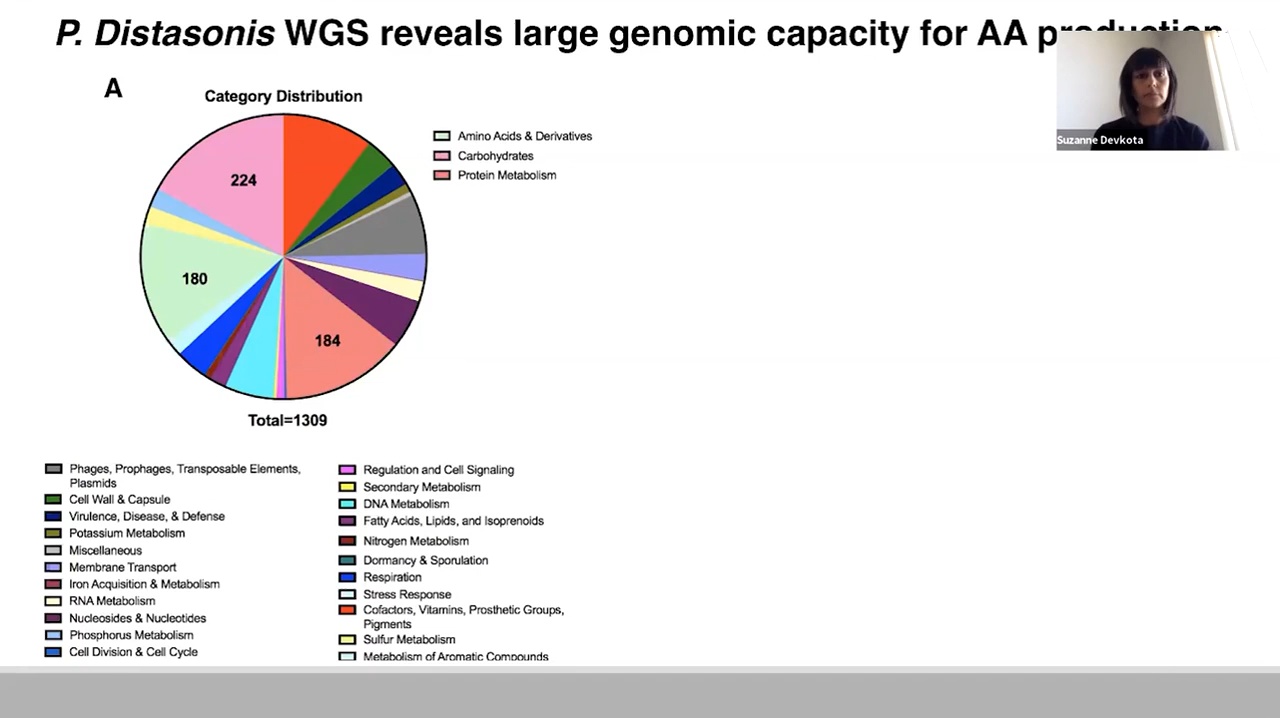 P. Distasonis WGS reveals large genomic capacity for AA production
A
Category Distribution
Amino Acids & Derivatives
Carbohydrates
Protein Metabolism
224
180
184
Total=1309
Suzanne Devkota
Phages, Prophages, Transposable Elements,
Plasmids
Cell Wall & Capsule
Virulence, Disease, & Defense
Potassium Metabolism
Miscellaneous
Membrane Transport
Iron Acquisition & Metabolism
RNA Metabolism
Nucleosides & Nucleotides
Phosphorus Metabolism
Cell Division & Cell Cycle
Regulation and Cell Signaling
Secondary Metabolism
DNA Metabolism
Fatty Acids, Lipids, and Isoprenoids
Nitrogen Metabolism
Dormancy & Sporulation
Respiration
Stress Response
Cofactors, Vitamins, Prosthetic Groups,
Pigments
Sulfur Metabolism
Metabolism of Aromatic Compounds